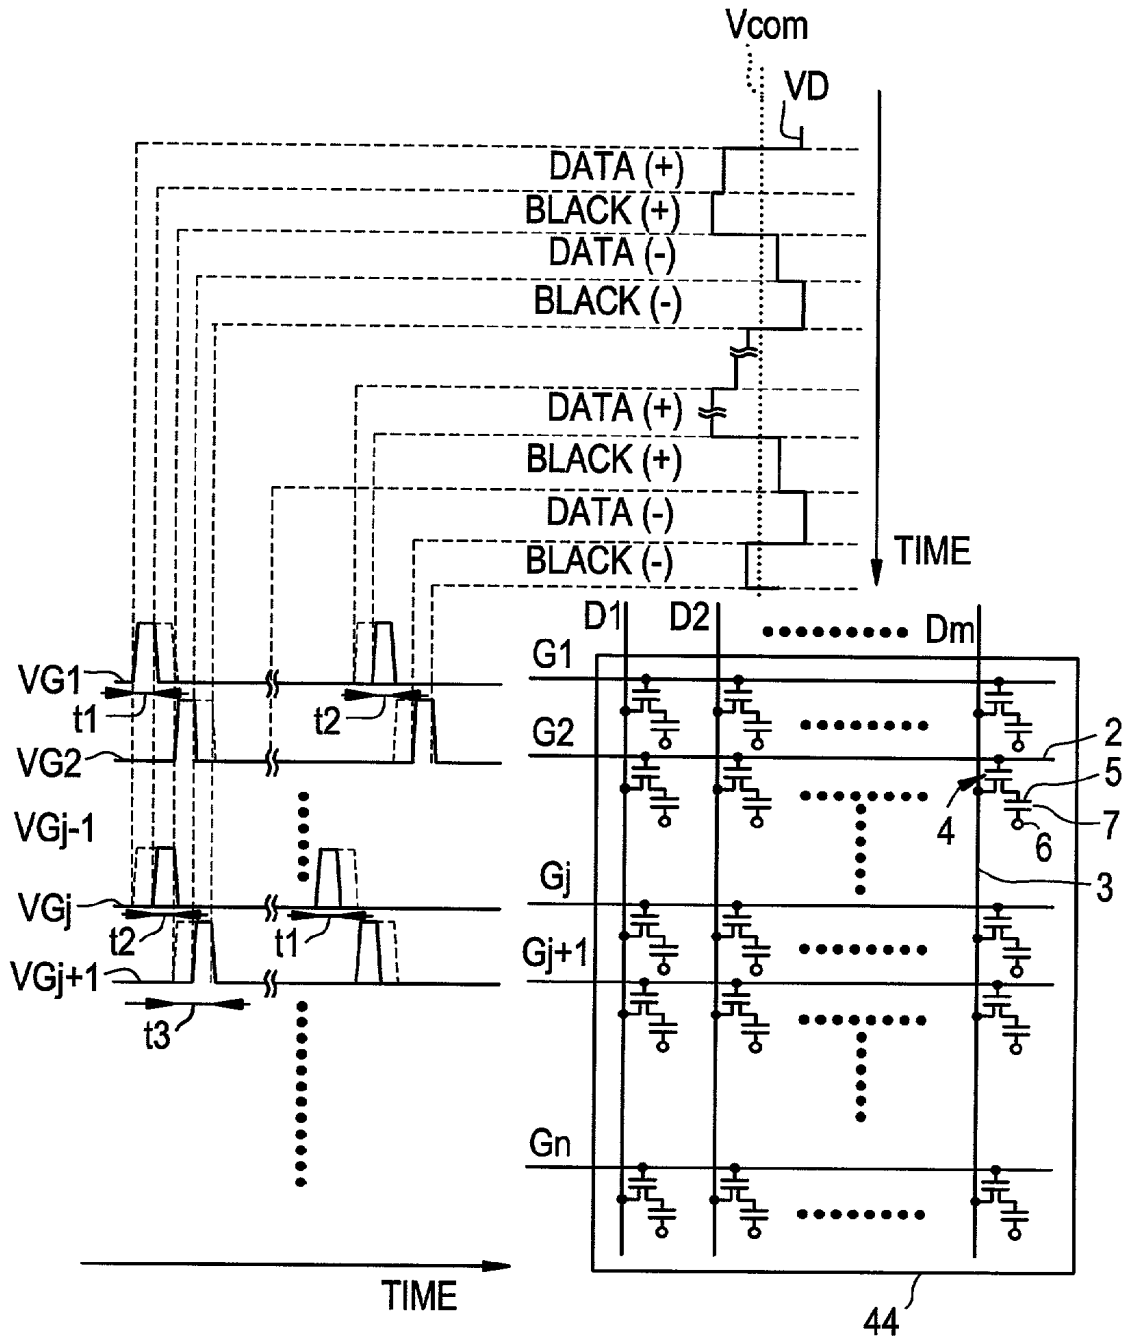 Vcom
VD
DATA (+)
BLACK (+)
DATA (-)
BLACK (-)
DATA (+)
BLACK (+)
DATA (-)
BLACK (-)
TIME
D1 D2 Dm
VG1
t1 t2
VG2
VGj-1
VGj
t2 t1
VGj+1
t3
TIME
G1
G2
2
5
7
4 6
3
Gj
Gj+1
Gn
44